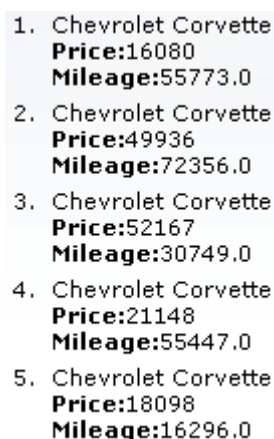 1. Chevrolet Corvette
Price:16080
Mileage:55773.0
2. Chevrolet Corvette
Price:49936
Mileage:72356.0
3. Chevrolet Corvette
Price:52167
Mileage:30749.0
4. Chevrolet Corvette
Price:21148
Mileage:55447.0
5. Chevrolet Corvette
Price:18098
Mileage:16296.0